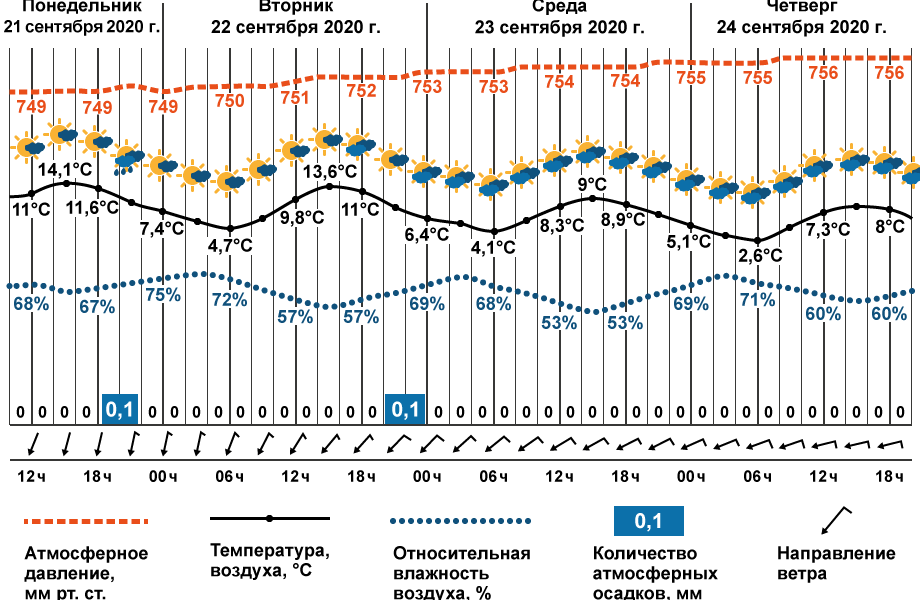 Понедельник
21 сентября 2020 г.
Вторник
22 сентября 2020 г.
Среда
23 сентября 2020 г.
Четверг
24 сентября 2020 г.
749 749 749 750 751 752 753 753 754 754 755 755 756 756
14,1°C 13,6°C 9°C
11°C 11,6°C 7,4°C 4,7°C 9,8°C 11°C 6,4°C 4,1°C 8,3°C 8,9°C 5,1°C 2,6°C 7,3°C 8°C
68% 67% 75% 72% 57% 57% 69% 68% 53% 53% 69% 71% 60% 60%
0 0 0 0 0,1 0 0 0 0 0 0 0 0,1 0 0 0 0 0 0 0 0 0 0 0 0 0 0 0
12ч 18ч 00ч 06ч 12ч 18ч 00ч 06ч 12ч 18ч 00ч 06ч 12ч 18ч
Атмосферное
давление,
мм рт. ст.
Температура,
воздуха, °C
Относительная
влажность
воздуха, %
0,1
Количество
атмосферных
осадков, мм
Направление
ветра